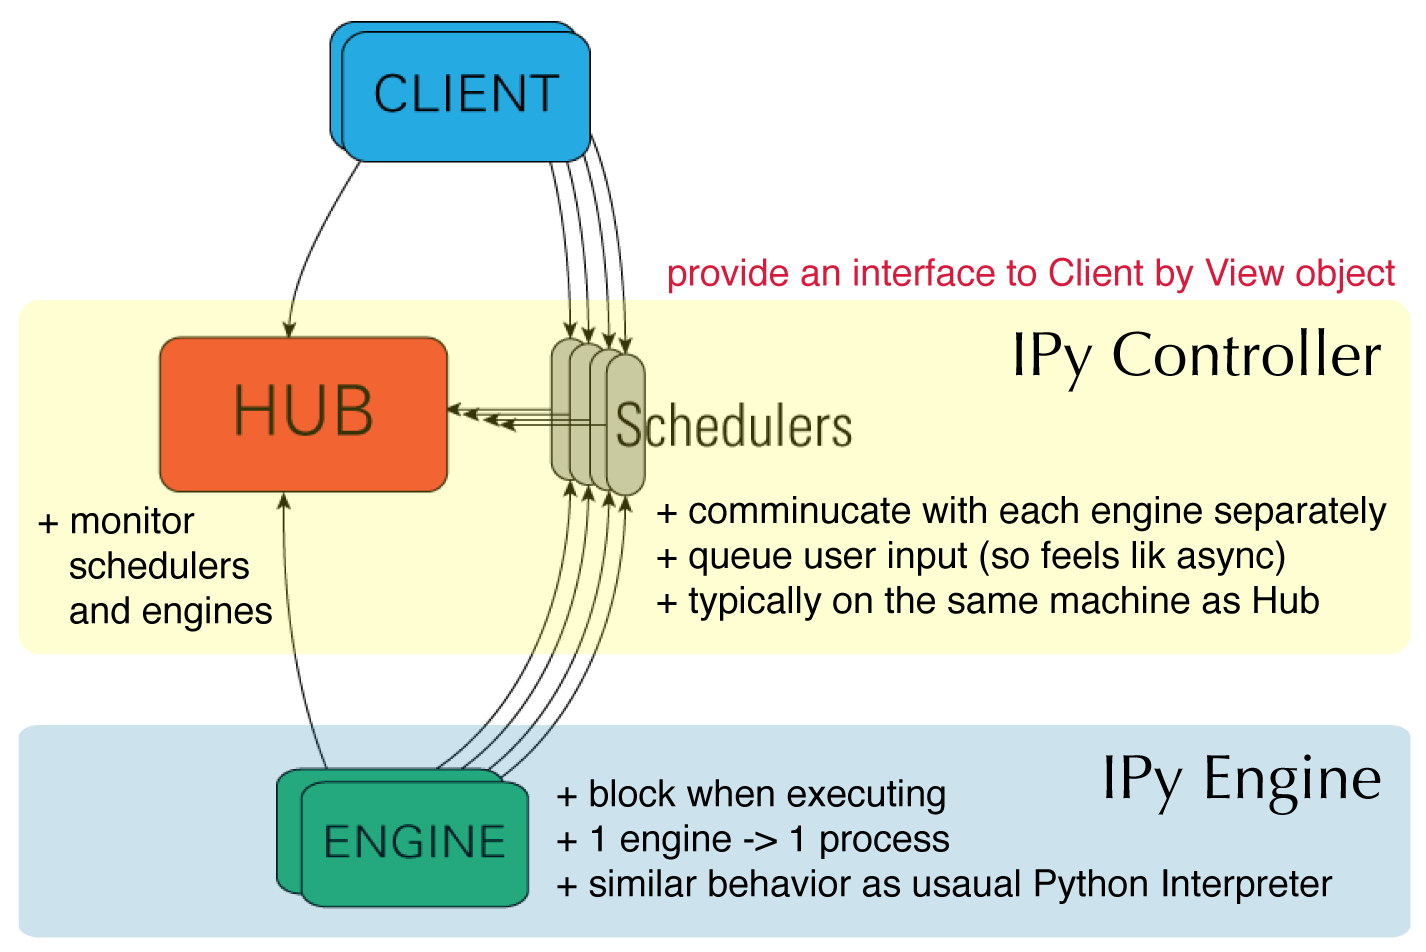 CLIENT
provide an interface to Client by View object
IPy Controller
HUB
Schedulers
+ monitor
schedulers
and engines
+ comminucate with each engine separately
+ queue user input (so feels lik async)
+ typically on the same machine as Hub
IPy Engine
ENGINE
+ block when executing
+ 1 engine -> 1 process
+ similar behavior as usaual Python Interpreter